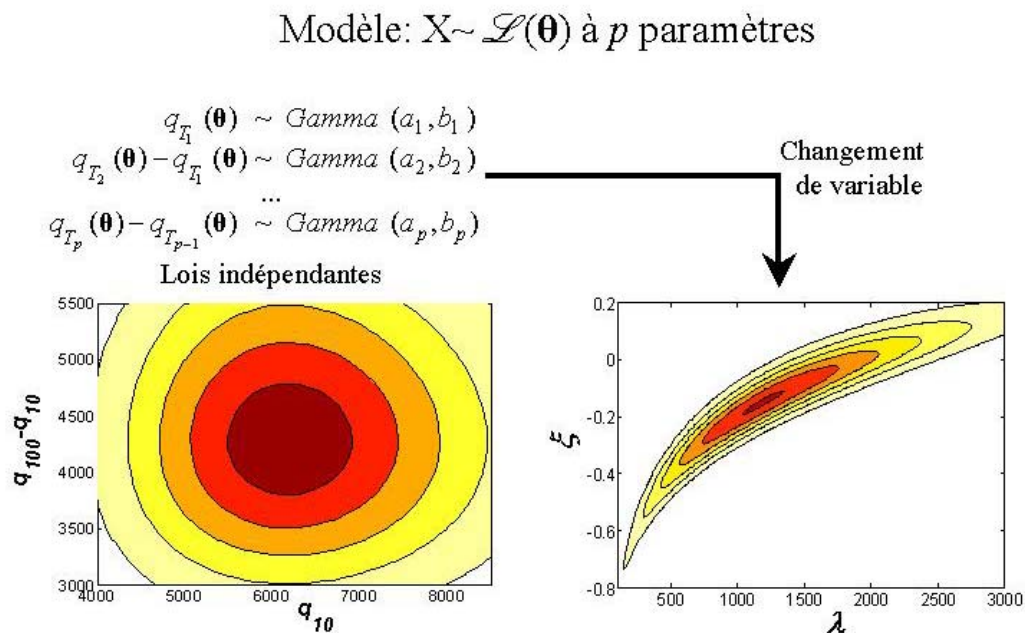 Modèle: X~ ℒ(θ) à p paramètres
q_{T_1} (θ) ~ Gamma (a_1, b_1)
q_{T_2} (θ) – q_{T_1} (θ) ~ Gamma (a_2, b_2)
...
q_{T_p} (θ) – q_{T_{p-1}} (θ) ~ Gamma (a_p, b_p)
Lois indépendantes
Changement
de variable
5500
5000
4500
4000
3500
3000
q_{100}-q_{10}
4000 5000 6000 7000 8000
q_{10}
0.2
0
-0.2
-0.4
-0.6
-0.8
ξ
500 1000 1500 2000 2500 3000
λ